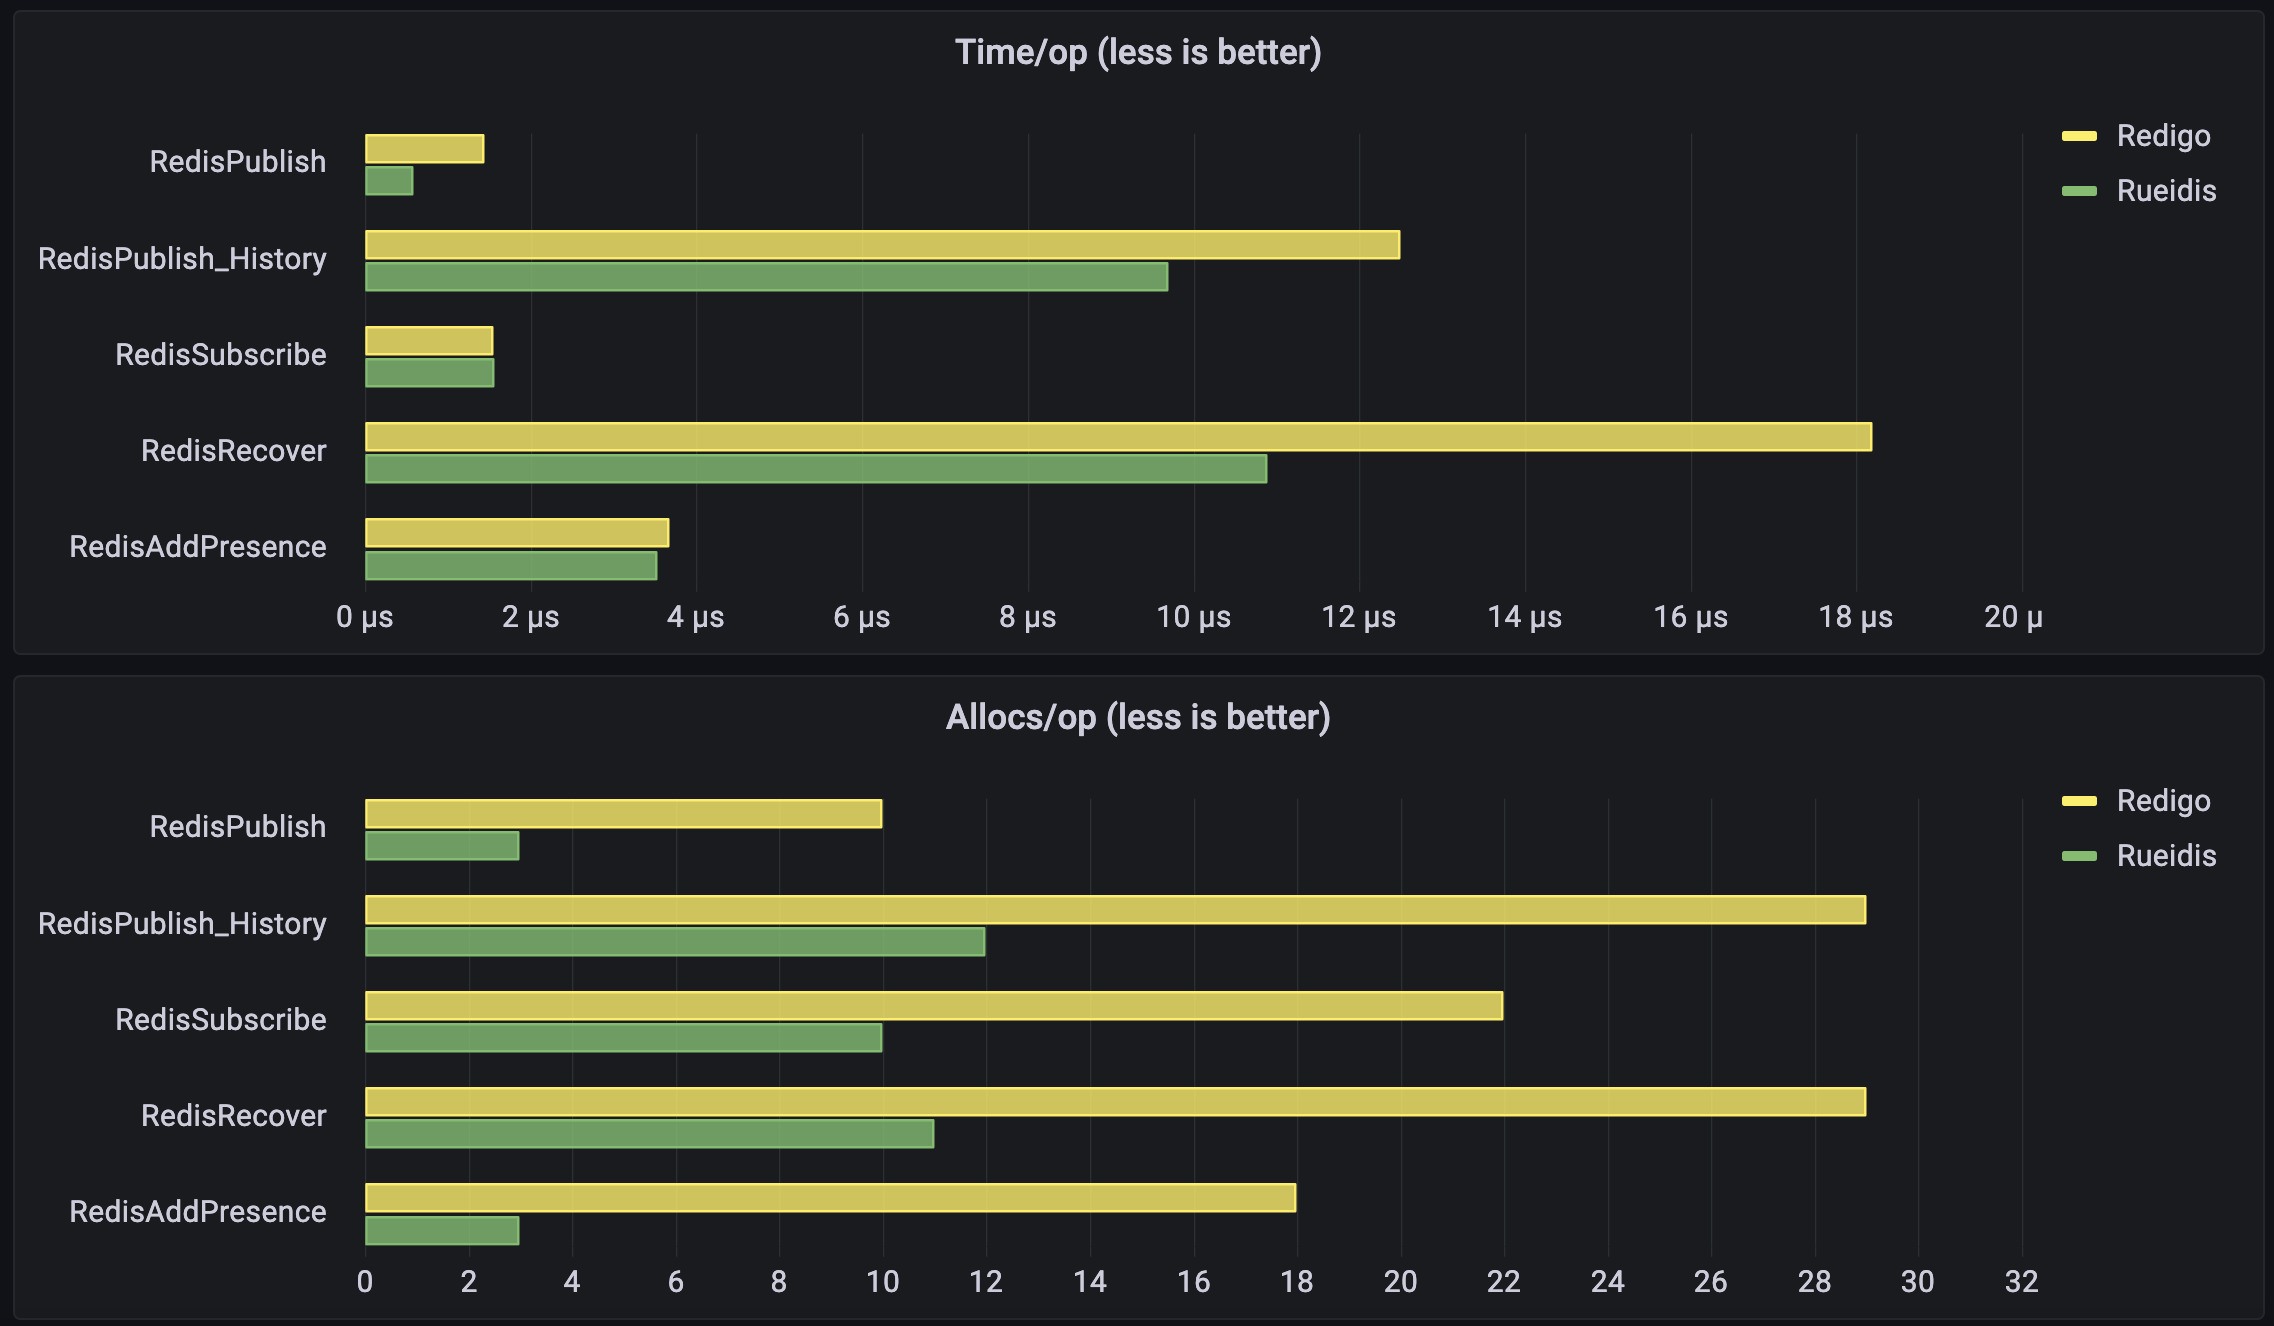 Time/op (less is better)
Redigo
Rueidis
RedisPublish
RedisPublish_History
RedisSubscribe
RedisRecover
RedisAddPresence
0 µs 2 µs 4 µs 6 µs 8 µs 10 µs 12 µs 14 µs 16 µs 18 µs 20 µ
Allocs/op (less is better)
Redigo
Rueidis
RedisPublish
RedisPublish_History
RedisSubscribe
RedisRecover
RedisAddPresence
0 2 4 6 8 10 12 14 16 18 20 22 24 26 28 30 32